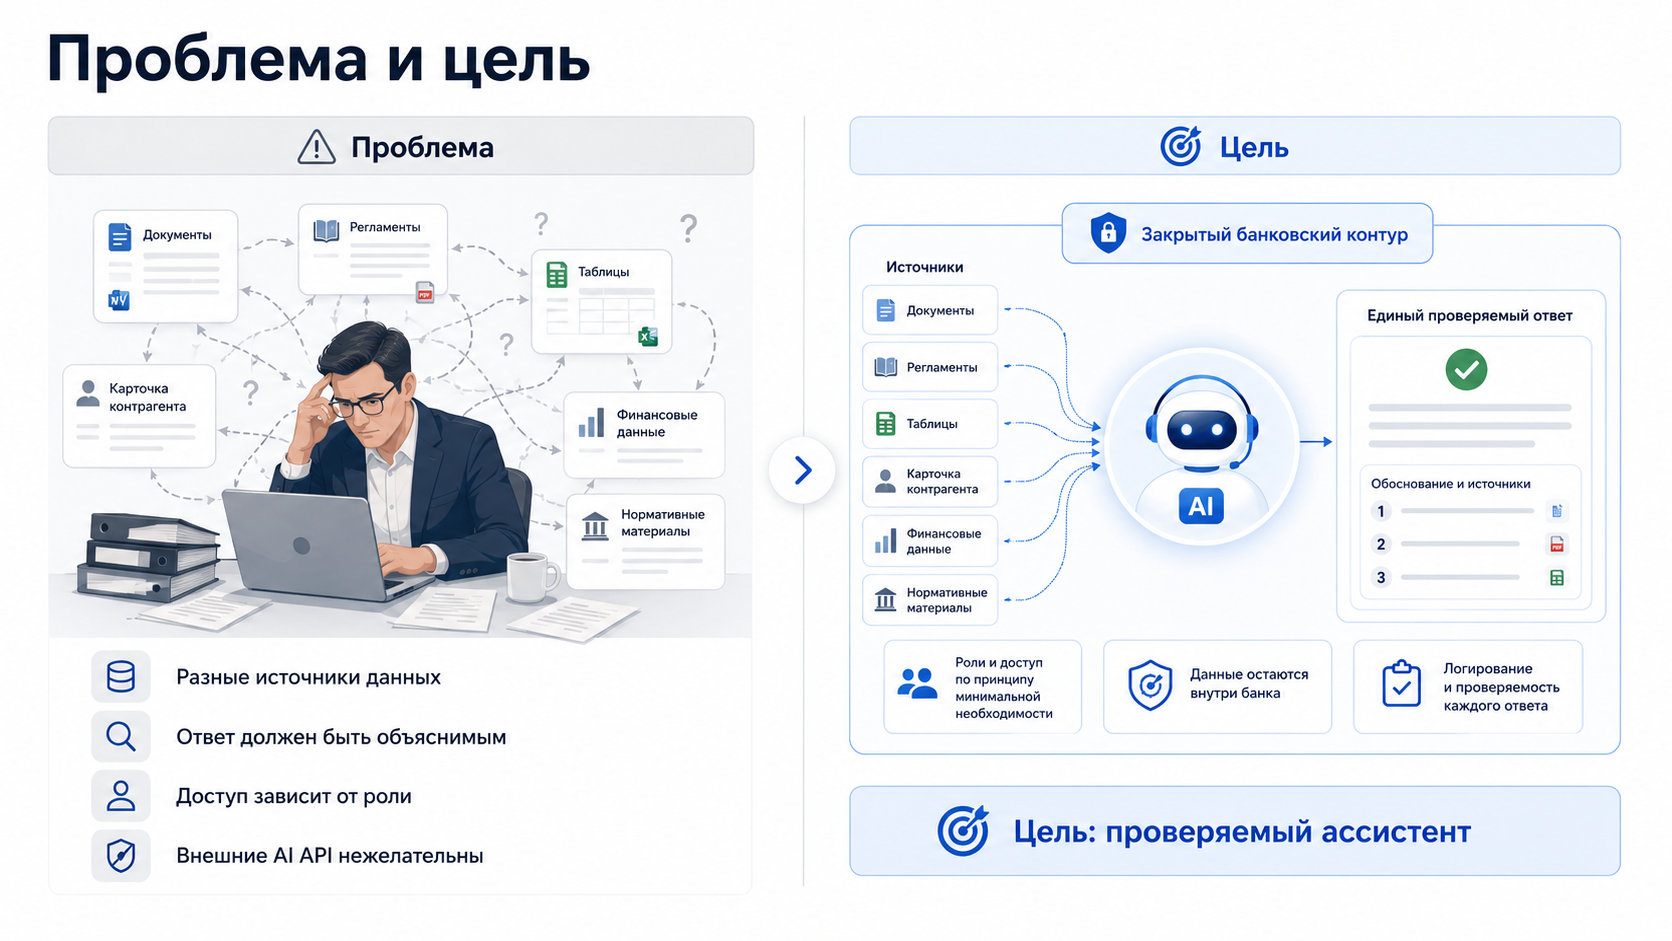 Проблема и цель
Проблема
Документы
Регламенты
PDF
Таблицы
X
Карточка
контрагента
Финансовые
данные
Нормативные
материалы
?
?
?
?
Разные источники данных
Ответ должен быть объяснимым
Доступ зависит от роли
Внешние AI API нежелательны
Цель
Закрытый банковский контур
Источники
Документы
Регламенты
Таблицы
Карточка
контрагента
Финансовые
данные
Нормативные
материалы
AI
Единый проверяемый ответ
Обоснование и источники
1
2
PDF
3
Роли и доступ
по принципу
минимальной
необходимости
Данные остаются
внутри банка
Логирование
и проверяемость
каждого ответа
Цель: проверяемый ассистент